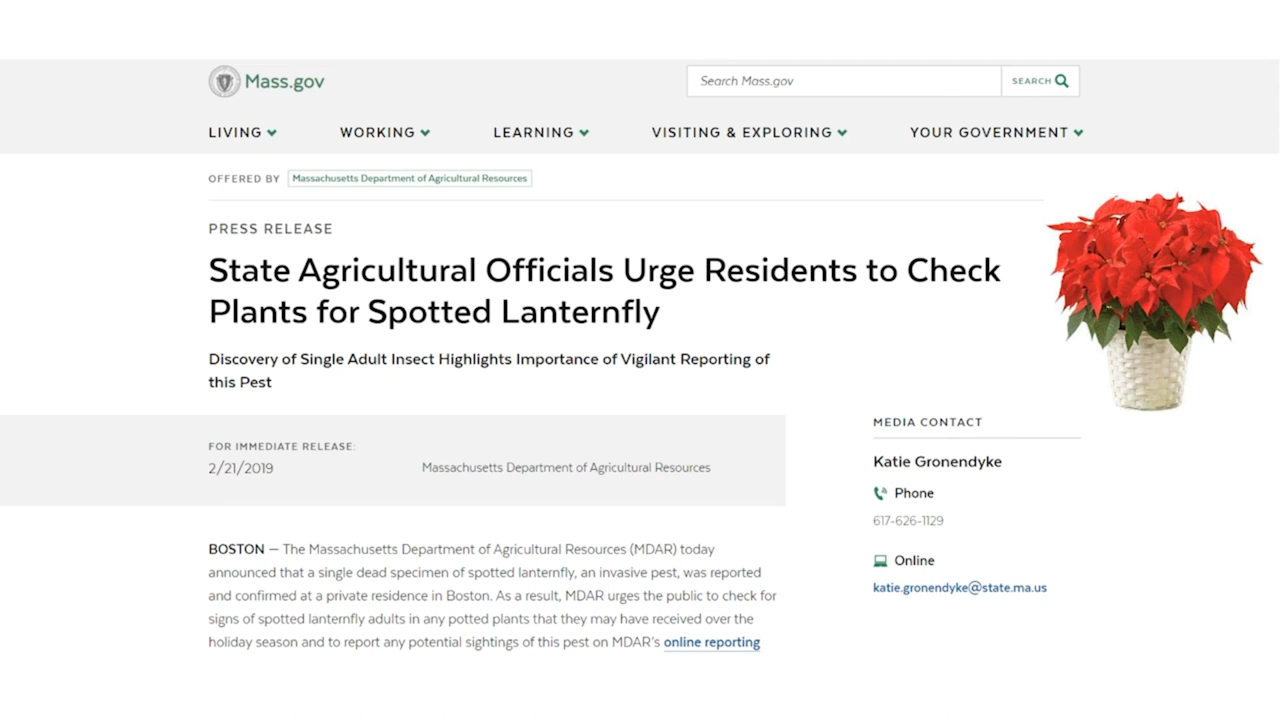 Mass.gov
Search Mass.gov
SEARCH
LIVING
WORKING
LEARNING
VISITING & EXPLORING
YOUR GOVERNMENT
OFFERED BY
Massachusetts Department of Agricultural Resources
PRESS RELEASE
State Agricultural Officials Urge Residents to Check
Plants for Spotted Lanternfly
Discovery of Single Adult Insect Highlights Importance of Vigilant Reporting of
this Pest
FOR IMMEDIATE RELEASE:
2/21/2019
Massachusetts Department of Agricultural Resources
BOSTON — The Massachusetts Department of Agricultural Resources (MDAR) today
announced that a single dead specimen of spotted lanternfly, an invasive pest, was reported
and confirmed at a private residence in Boston. As a result, MDAR urges the public to check for
signs of spotted lanternfly adults in any potted plants that they may have received over the
holiday season and to report any potential sightings of this pest on MDAR's online reporting
MEDIA CONTACT
Katie Gronendyke
Phone
617-626-1129
Online
katie.gronendyke@state.ma.us